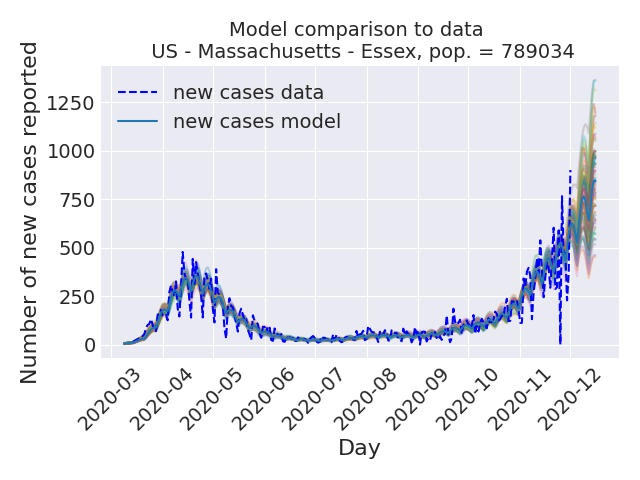 Model comparison to data
US - Massachusetts - Essex, pop. = 789034
Number of new cases reported
1250
1000
750
500
250
0
new cases data
new cases model
2020-03
2020-04
2020-05
2020-06
2020-07
2020-08
2020-09
2020-10
2020-11
2020-12
Day